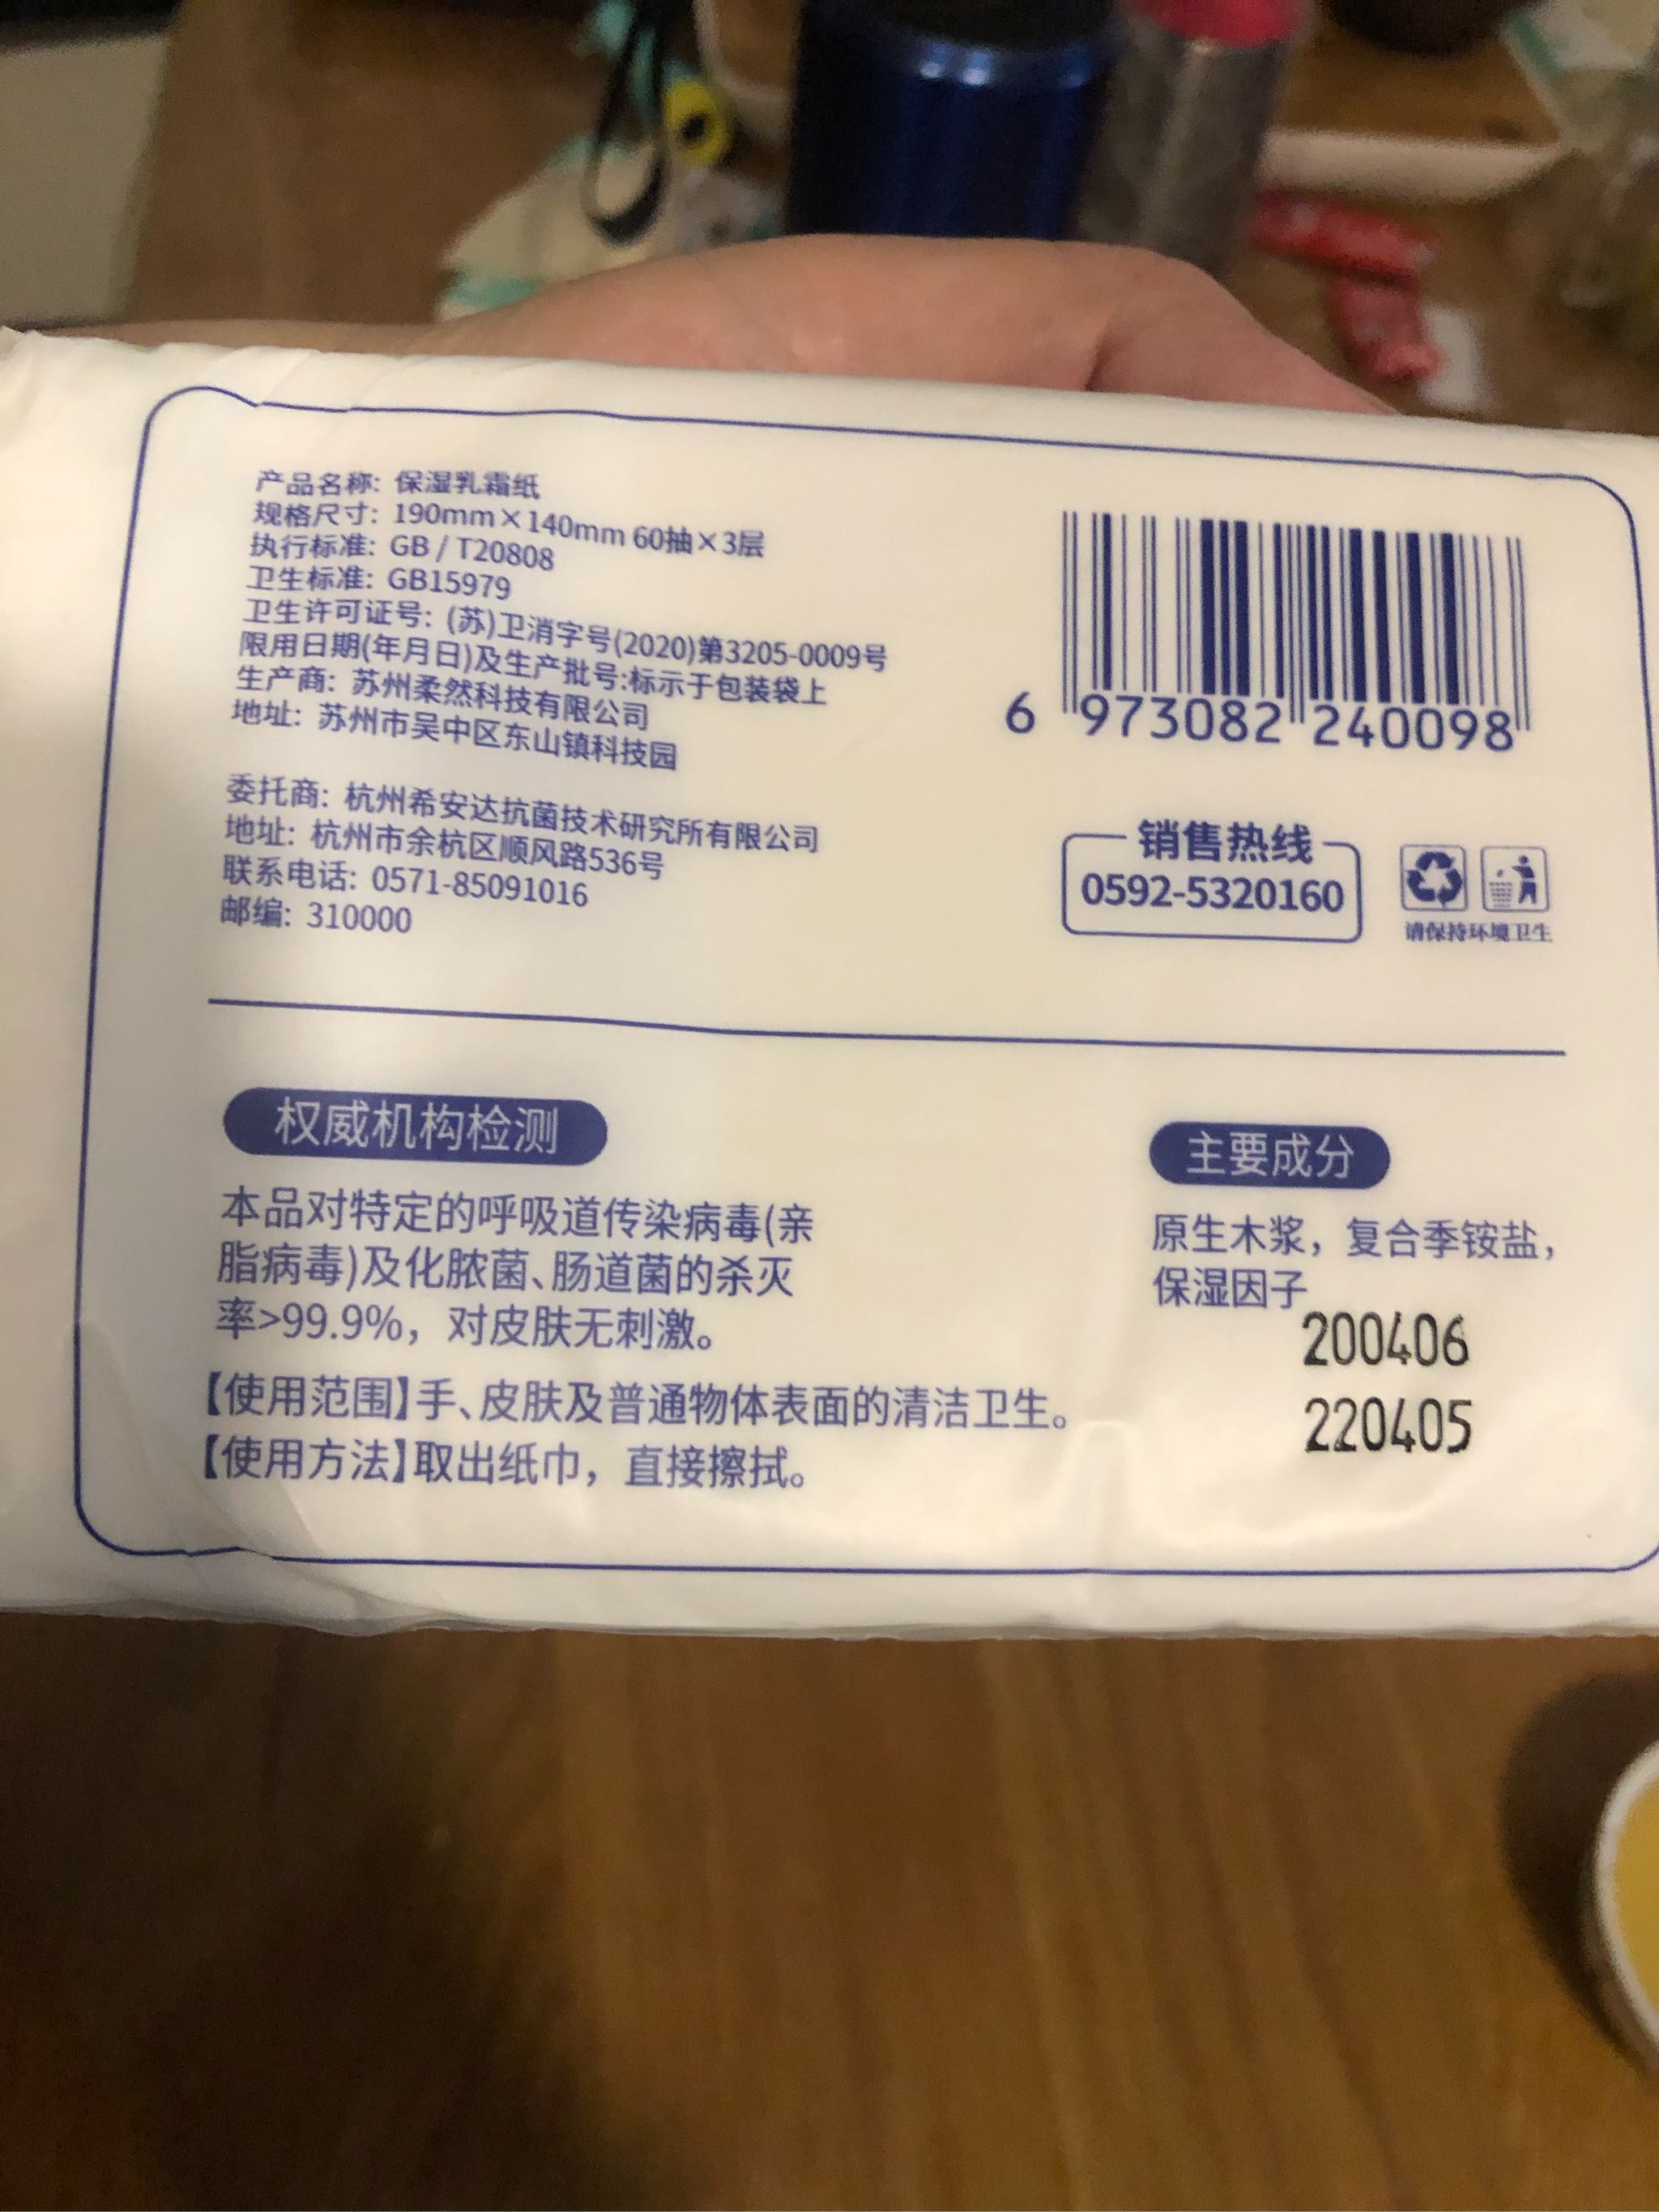 产品名称: 保湿乳霜纸
规格尺寸: 190mm×140mm 60抽×3层
执行标准: GB / T20808
卫生标准: GB15979
卫生许可证号: (苏)卫消字号(2020)第3205-0009号
限用日期(年月日)及生产批号:标示于包装袋上
生产商: 苏州柔然科技有限公司
地址: 苏州市吴中区东山镇科技园
委托商: 杭州希安达抗菌技术研究所有限公司
地址: 杭州市余杭区顺风路536号
联系电话: 0571-85091016
邮编: 310000
6 973082 240098
销售热线
0592-5320160
请保持环境卫生
权威机构检测
本品对特定的呼吸道传染病毒(亲
脂病毒)及化脓菌、肠道菌的杀灭
率>99.9%，对皮肤无刺激。
【使用范围】手、皮肤及普通物体表面的清洁卫生。
【使用方法】取出纸巾，直接擦拭。
主要成分
原生木浆，复合季铵盐，
保湿因子
200406
220405